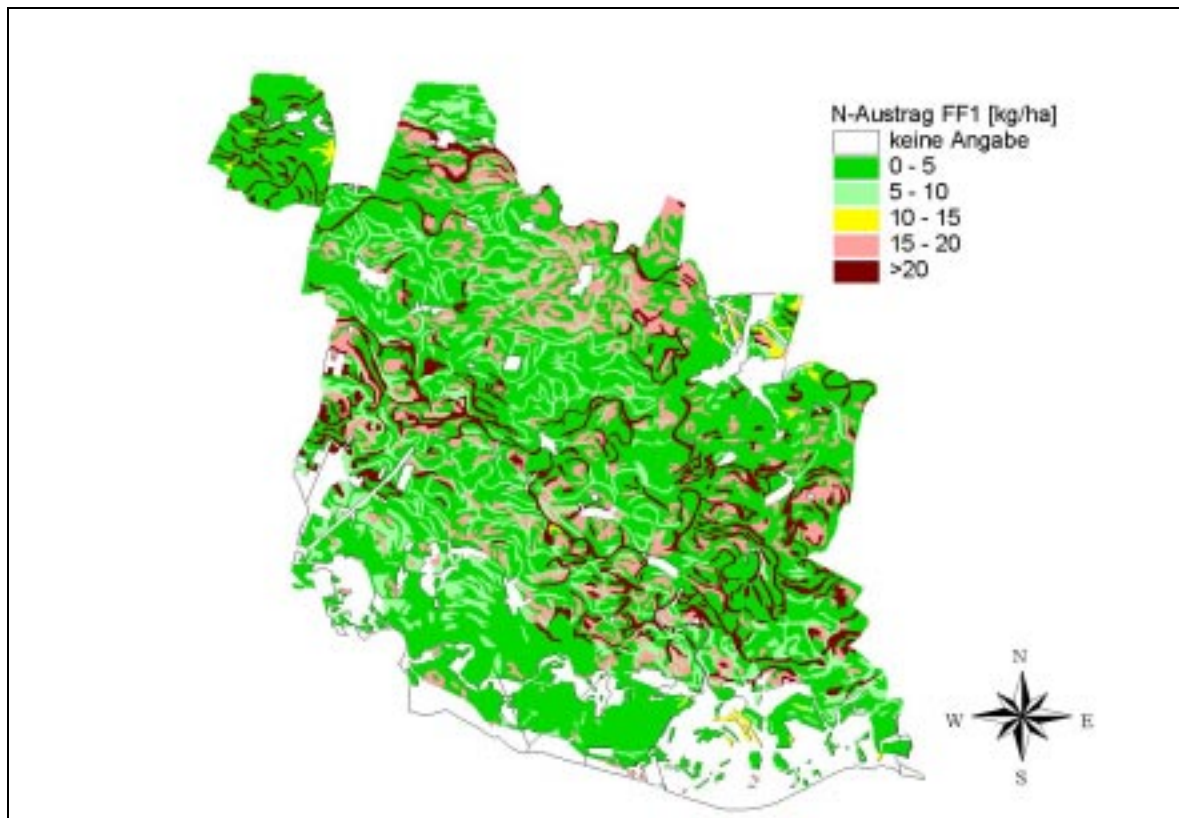 N-Austrag FF1 [kg/ha]
keine Angabe
0 - 5
5 - 10
10 - 15
15 - 20
>20
N
W E
S